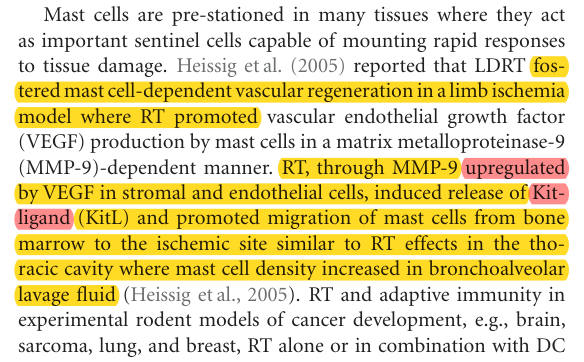 Mast cells are pre-stationed in many tissues where they act
as important sentinel cells capable of mounting rapid responses
to tissue damage. Heissig et al. (2005) reported that LDRT fos-
tered mast cell-dependent vascular regeneration in a limb ischemia
model where RT promoted vascular endothelial growth factor
(VEGF) production by mast cells in a matrix metalloproteinase-9
(MMP-9)-dependent manner. RT, through MMP-9 upregulated
by VEGF in stromal and endothelial cells, induced release of Kit-
ligand (KitL) and promoted migration of mast cells from bone
marrow to the ischemic site similar to RT effects in the tho-
racic cavity where mast cell density increased in bronchoalveolar
lavage fluid (Heissig et al., 2005). RT and adaptive immunity in
experimental rodent models of cancer development, e.g., brain,
sarcoma, lung, and breast, RT alone or in combination with DC